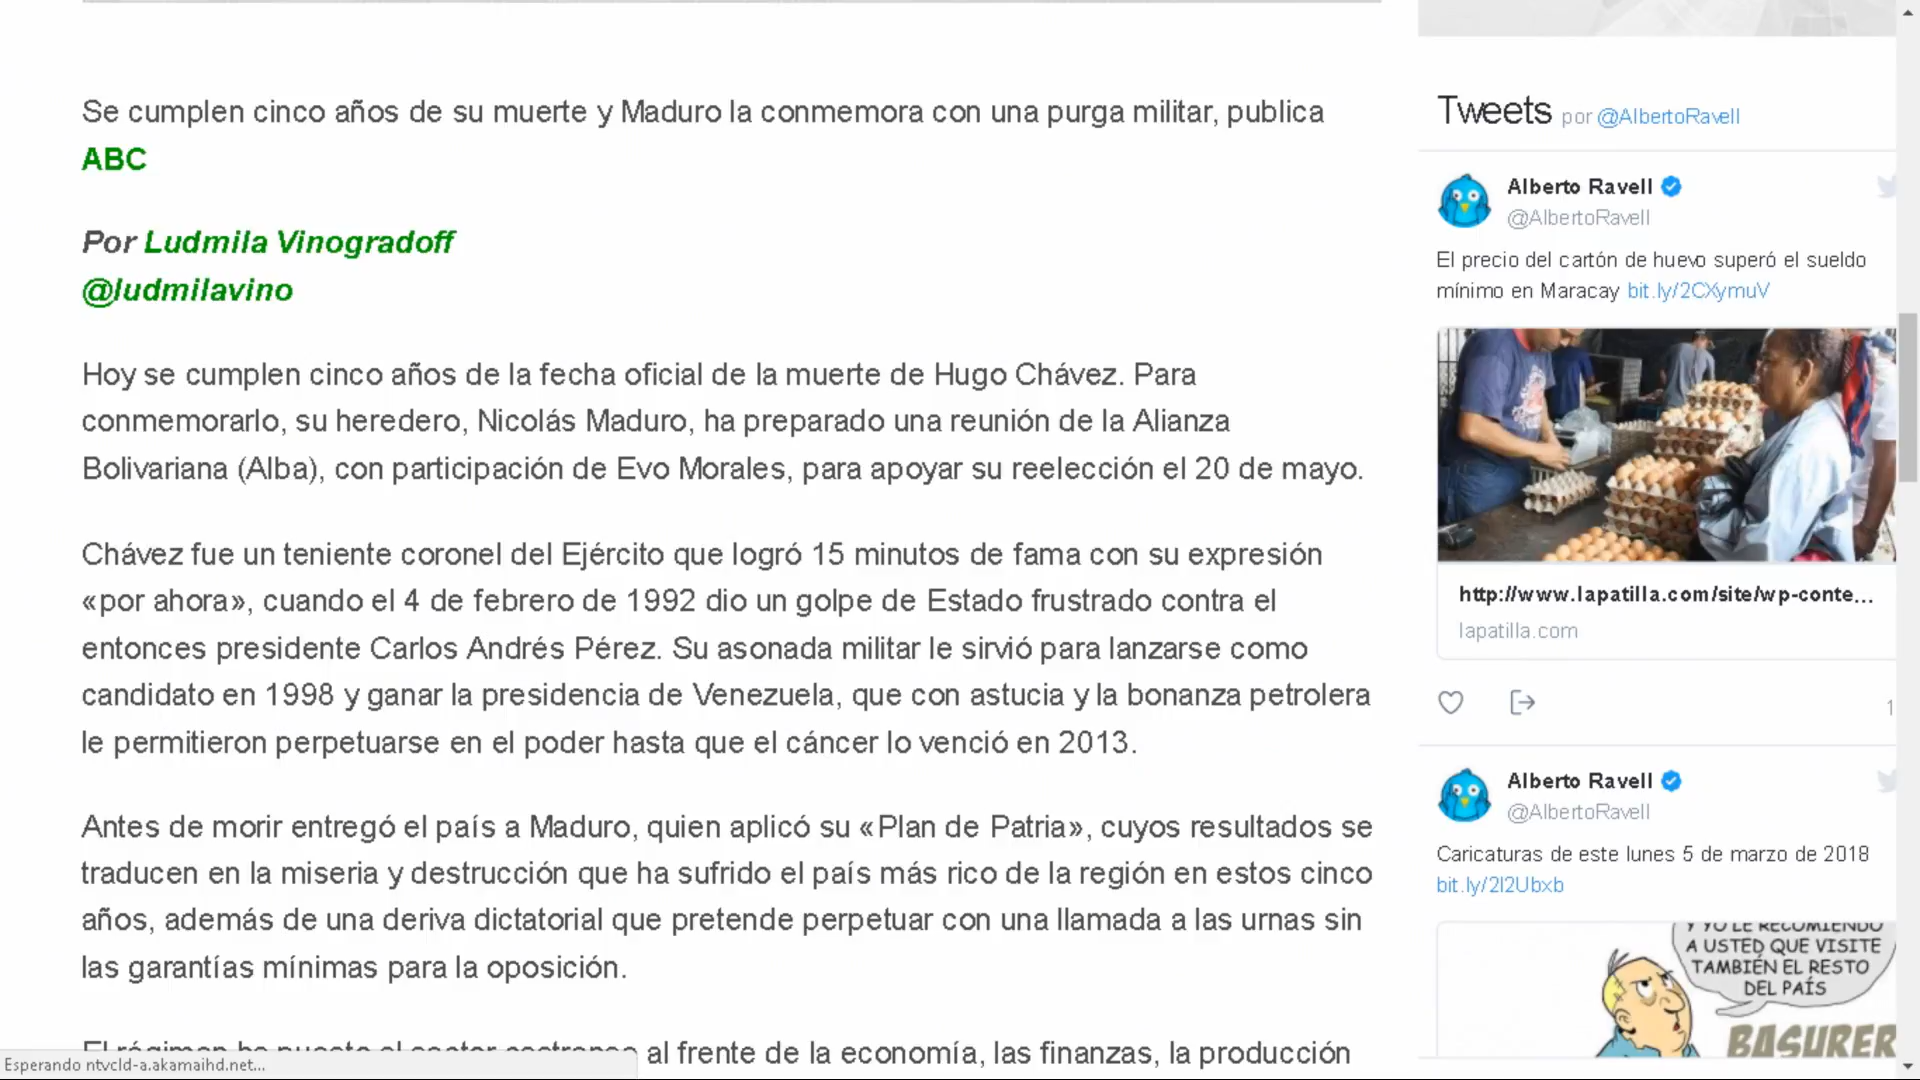 Se cumplen cinco años de su muerte y Maduro la conmemora con una purga militar, publica
ABC
Por Ludmila Vinogradoff
@ludmilavino
Hoy se cumplen cinco años de la fecha oficial de la muerte de Hugo Chávez. Para
conmemorarlo, su heredero, Nicolás Maduro, ha preparado una reunión de la Alianza
Bolivariana (Alba), con participación de Evo Morales, para apoyar su reelección el 20 de mayo.
Chávez fue un teniente coronel del Ejército que logró 15 minutos de fama con su expresión
«por ahora», cuando el 4 de febrero de 1992 dio un golpe de Estado frustrado contra el
entonces presidente Carlos Andrés Pérez. Su asonada militar le sirvió para lanzarse como
candidato en 1998 y ganar la presidencia de Venezuela, que con astucia y la bonanza petrolera
le permitieron perpetuarse en el poder hasta que el cáncer lo venció en 2013.
Antes de morir entregó el país a Maduro, quien aplicó su «Plan de Patria», cuyos resultados se
traducen en la miseria y destrucción que ha sufrido el país más rico de la región en estos cinco
años, además de una deriva dictatorial que pretende perpetuar con una llamada a las urnas sin
las garantías mínimas para la oposición.
El régimen ha puesto al sector castrense al frente de la economía, las finanzas, la producción
Esperando ntvcld-a.akamaihd.net...
Tweets por @AlbertoRavell
Alberto Ravell
@AlbertoRavell
El precio del cartón de huevo superó el sueldo
mínimo en Maracay bit.ly/2CXymuV
http://www.lapatilla.com/site/wp-conte...
lapatilla.com
1
Alberto Ravell
@AlbertoRavell
Caricaturas de este lunes 5 de marzo de 2018
bit.ly/2I2Ubxb
Y YO LE RECOMIENDO
A USTED QUE VISITE
TAMBIÉN EL RESTO
DEL PAÍS
BASURER